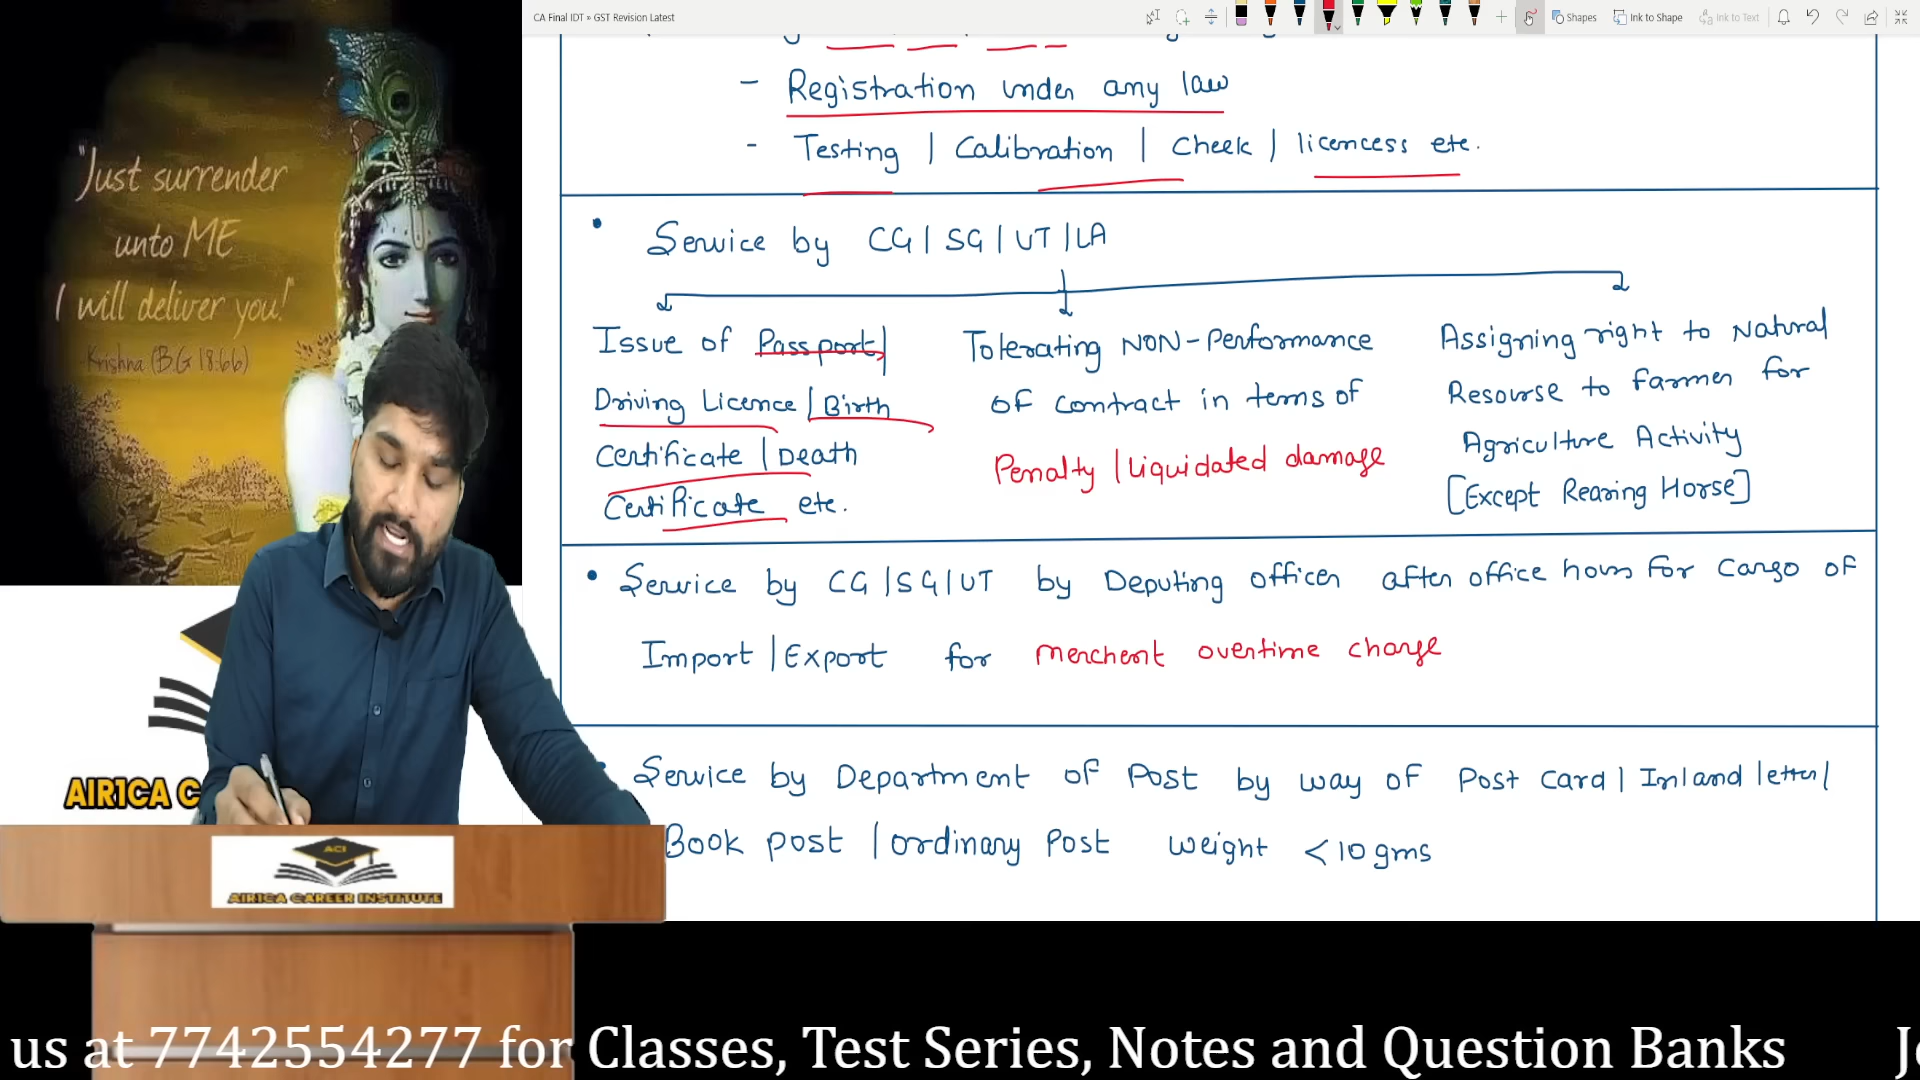 CA Final IDT » GST Revision Latest
Shapes
Ink to Shape
Ink to Text
- Registration under any law
- Testing | Calibration | Check | licencess etc.
"Just surrender
unto ME
I will deliver you!"
Krishna (B.G 18:66)
• Service by CG | SG | UT | LA
Issue of Passport |
Driving Licence | Birth
Certificate | Death
Certificate etc.
Tolerating NON-Performance
of contract in terms of
Penalty | liquidated damage
Assigning right to Natural
Resourse to farmer for
Agriculture Activity
[Except Rearing Horse]
• Service by CG | SG | UT by Deputing officer after office hours for cargo of
Import | Export for merchent overtime charge
Service by Department of Post by way of Post card | Inland letter |
Book post | ordinary Post weight < 10 gms
AIR1CA C
ACI
AIR1CA CAREER INSTITUTE
us at 7742554277 for Classes, Test Series, Notes and Question Banks